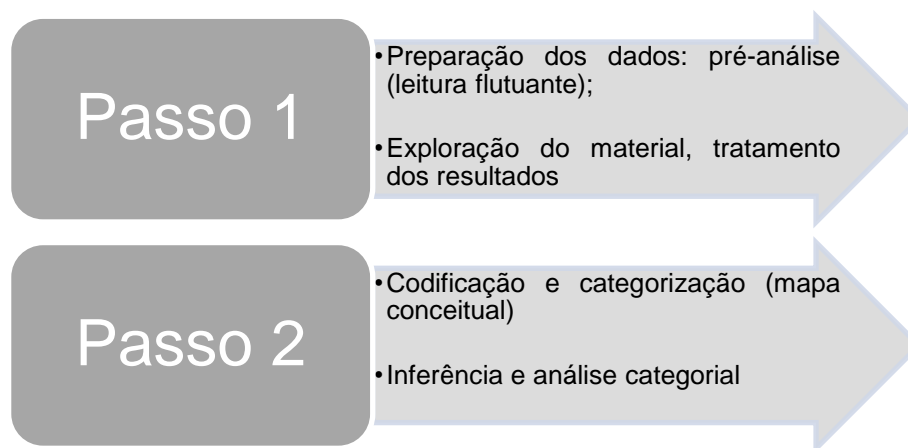 Passo 1
•Preparação dos dados: pré-análise
(leitura flutuante);
•Exploração do material, tratamento
dos resultados
Passo 2
•Codificação e categorização (mapa
conceitual)
•Inferência e análise categorial